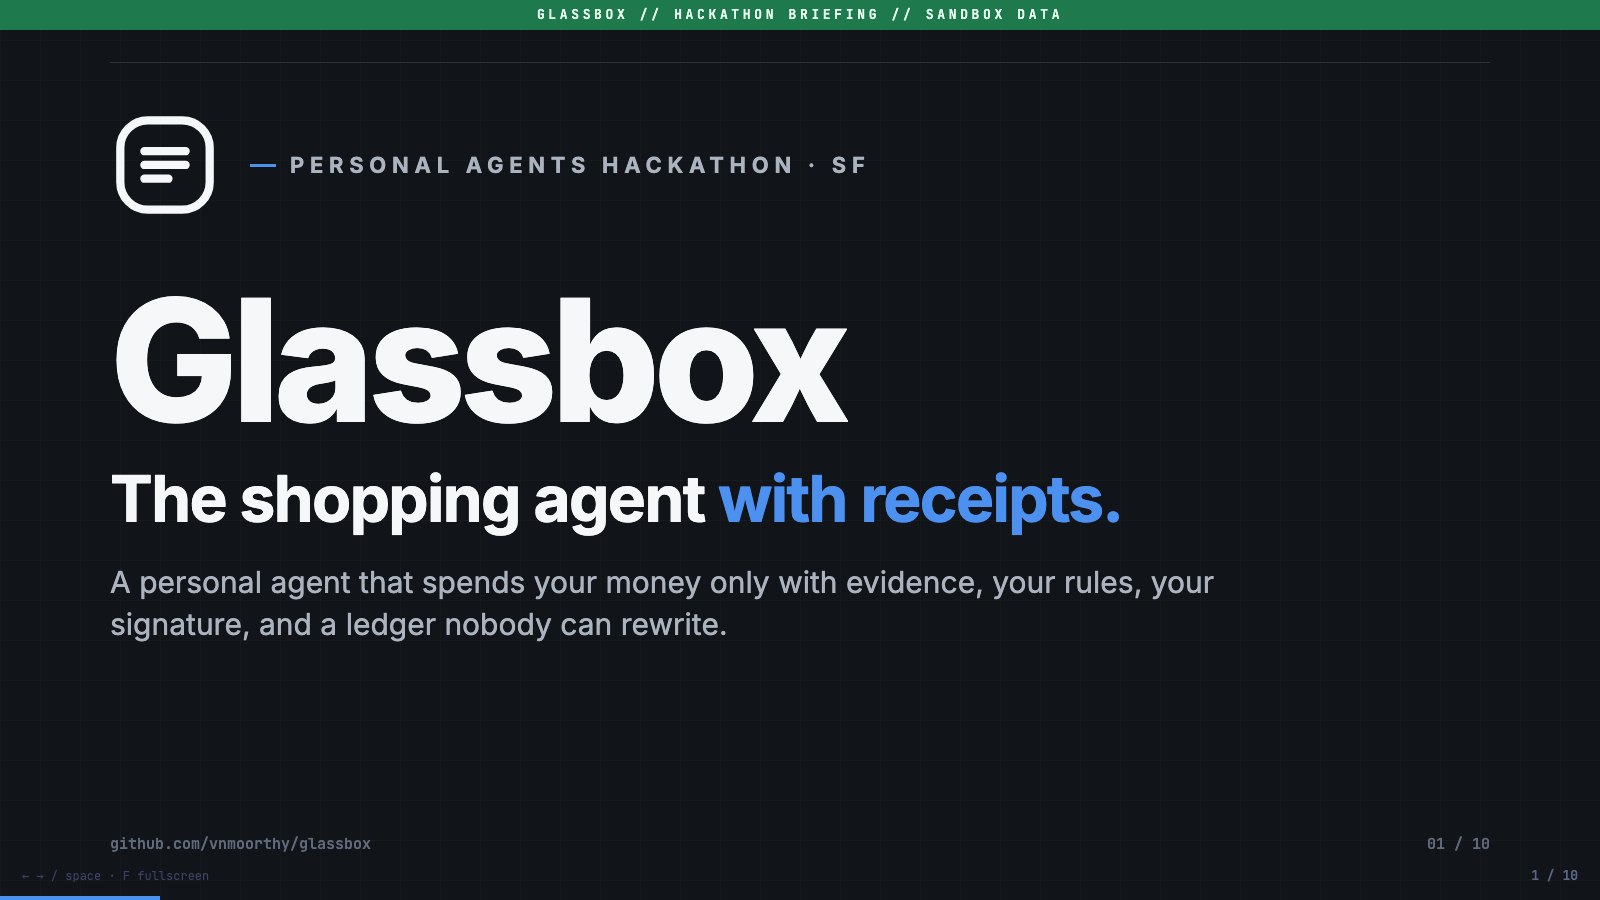 GLASSBOX // HACKATHON BRIEFING // SANDBOX DATA
PERSONAL AGENTS HACKATHON · SF
Glassbox
The shopping agent with receipts.
A personal agent that spends your money only with evidence, your rules, your
signature, and a ledger nobody can rewrite.
github.com/vnmoorthy/glassbox
01 / 10
← → / space · F fullscreen
1 / 10